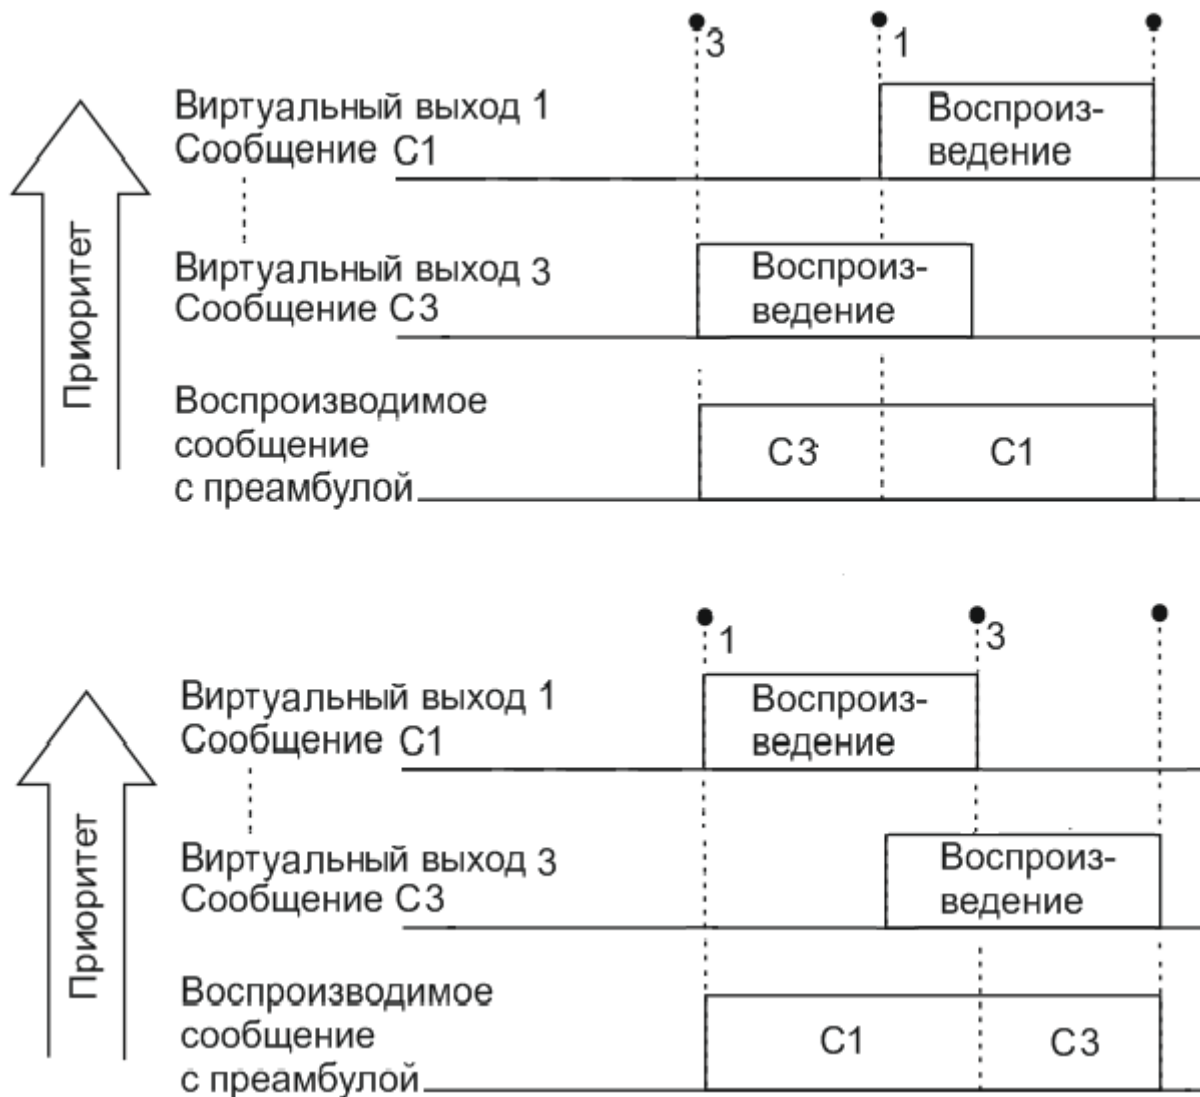 3
1
Виртуальный выход 1
Сообщение С1
Воспроиз-
ведение
Виртуальный выход 3
Сообщение С3
Воспроиз-
ведение
Приоритет
Воспроизводимое
сообщение
с преамбулой
С3
С1
1
3
Виртуальный выход 1
Сообщение С1
Воспроиз-
ведение
Виртуальный выход 3
Сообщение С3
Воспроиз-
ведение
Приоритет
Воспроизводимое
сообщение
с преамбулой
С1
С3